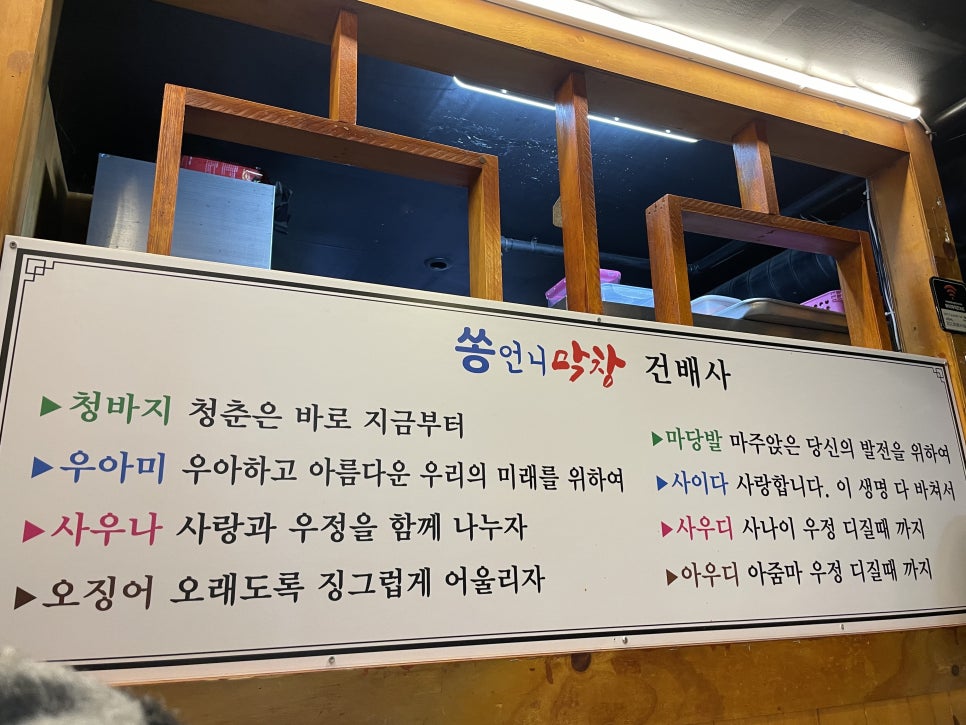 쏭언니막창 건배사
▶청바지 청춘은 바로 지금부터
▶우아미 우아하고 아름다운 우리의 미래를 위하여
▶사우나 사랑과 우정을 함께 나누자
▶오징어 오래도록 징그럽게 어울리자
▶마당발 마주앉은 당신의 발전을 위하여
▶사이다 사랑합니다. 이 생명 다 바쳐서
▶사우디 사나이 우정 디질때 까지
▶아우디 아줌마 우정 디질때 까지